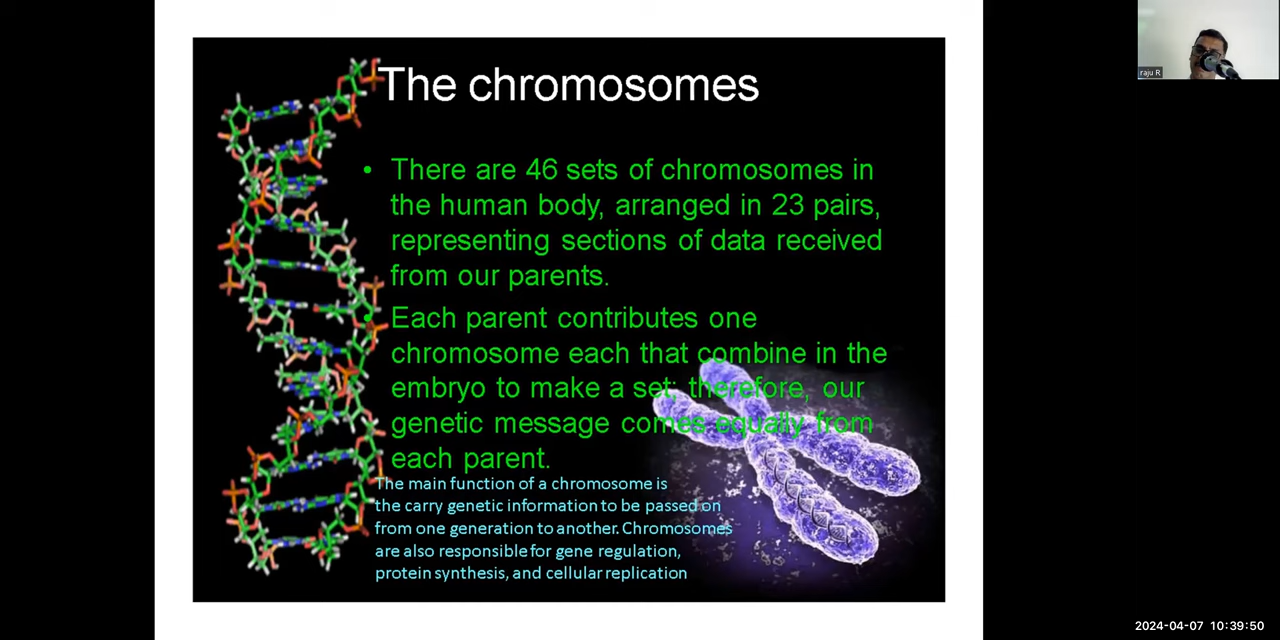 The chromosomes
• There are 46 sets of chromosomes in
the human body, arranged in 23 pairs,
representing sections of data received
from our parents.
• Each parent contributes one
chromosome each that combine in the
embryo to make a set; therefore, our
genetic message comes equally from
each parent.
The main function of a chromosome is
the carry genetic information to be passed on
from one generation to another. Chromosomes
are also responsible for gene regulation,
protein synthesis, and cellular replication
raju R
2024-04-07 10:39:50